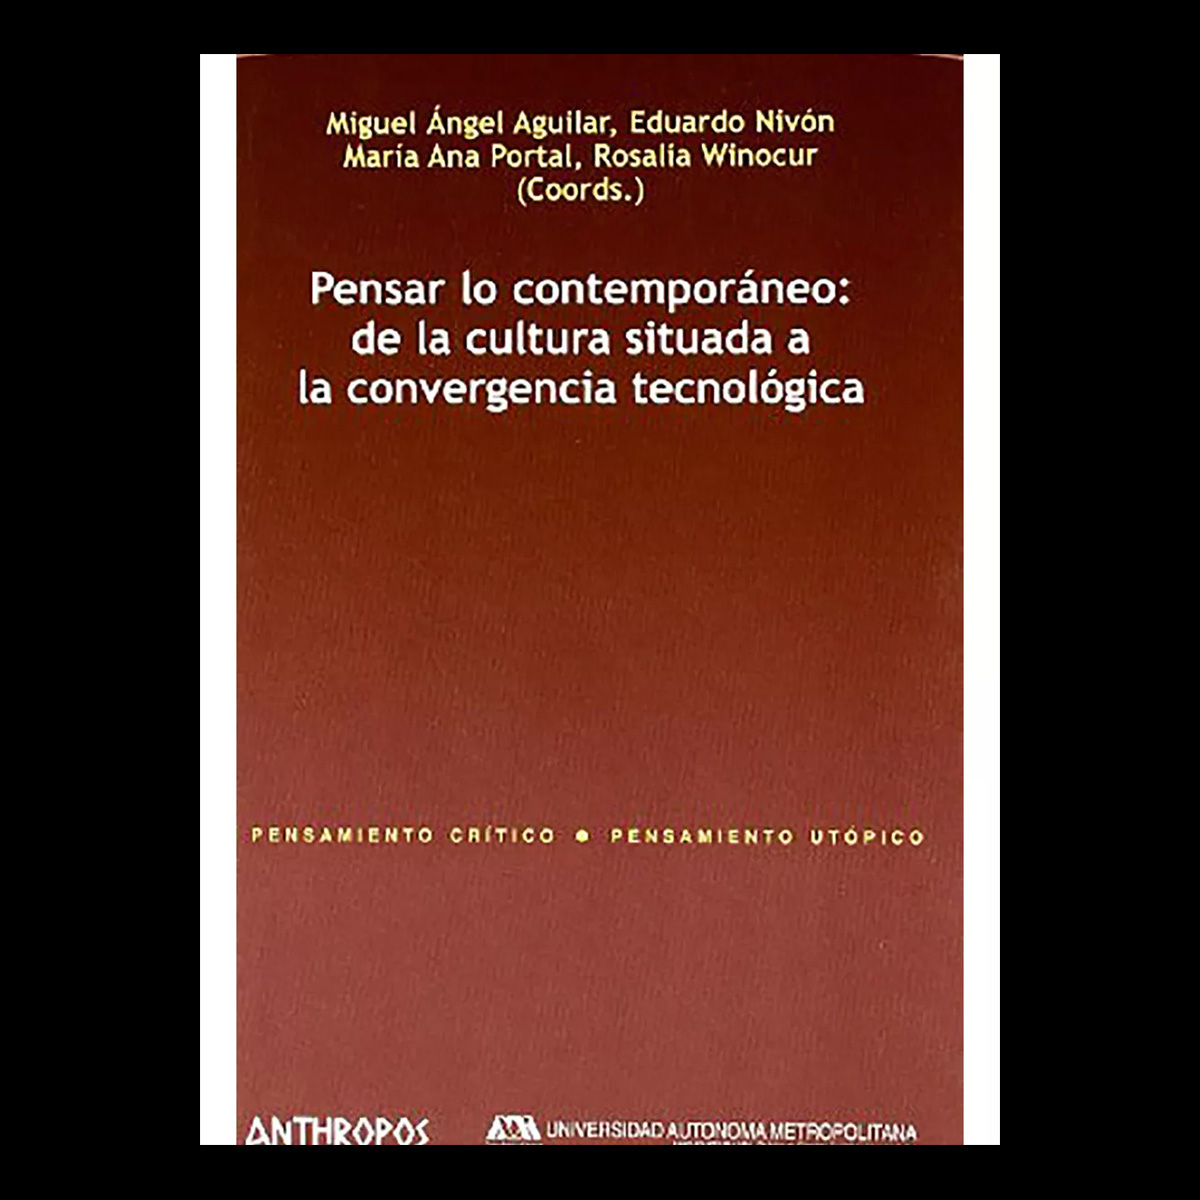 Miguel Ángel Aguilar, Eduardo Nivón
María Ana Portal, Rosalía Winocur
(Coords.)
Pensar lo contemporáneo:
de la cultura situada a
la convergencia tecnológica
PENSAMIENTO CRÍTICO ● PENSAMIENTO UTÓPICO
ANTHROPOS
UNIVERSIDAD AUTONOMA METROPOLITANA